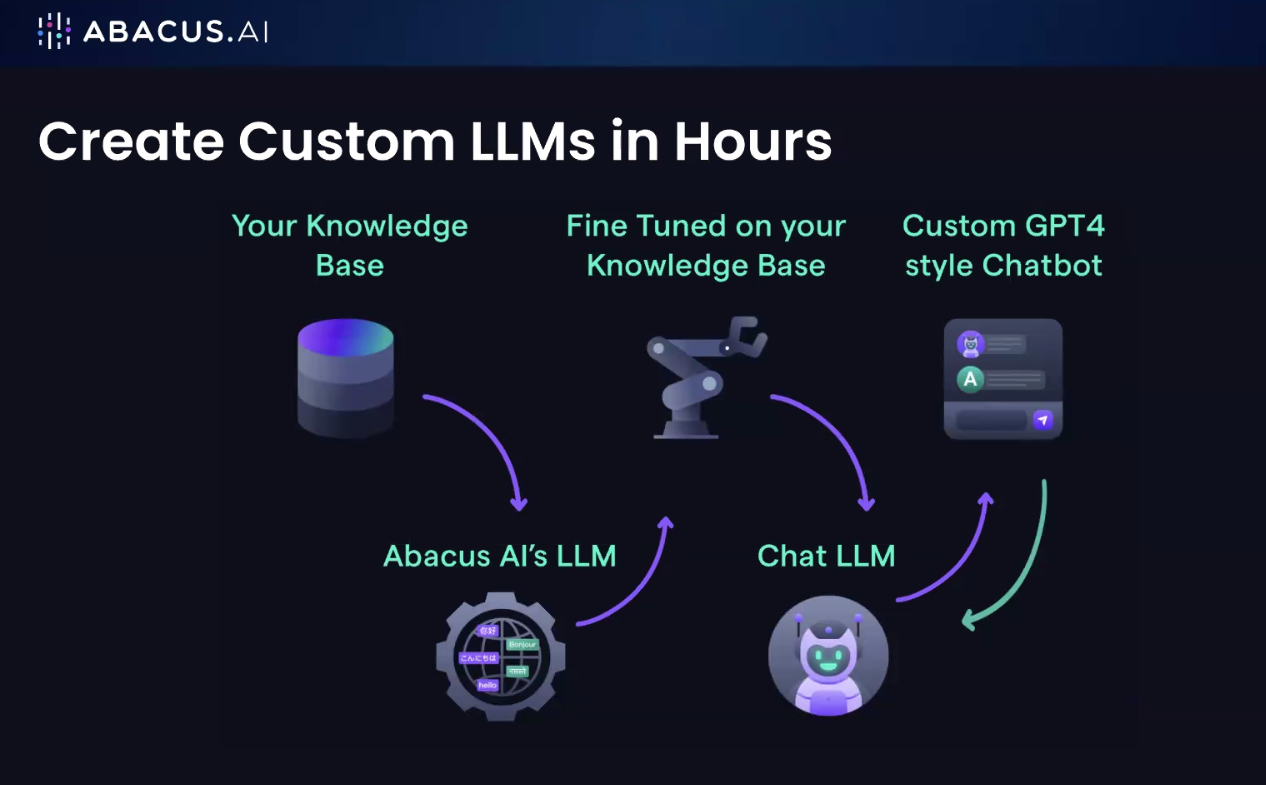 ABACUS.AI
Create Custom LLMs in Hours
Your Knowledge
Base
Fine Tuned on your
Knowledge Base
Custom GPT4
style Chatbot
A
Abacus AI's LLM
Chat LLM
你好
Bonjour
こんにちは
नमस्ते
hello